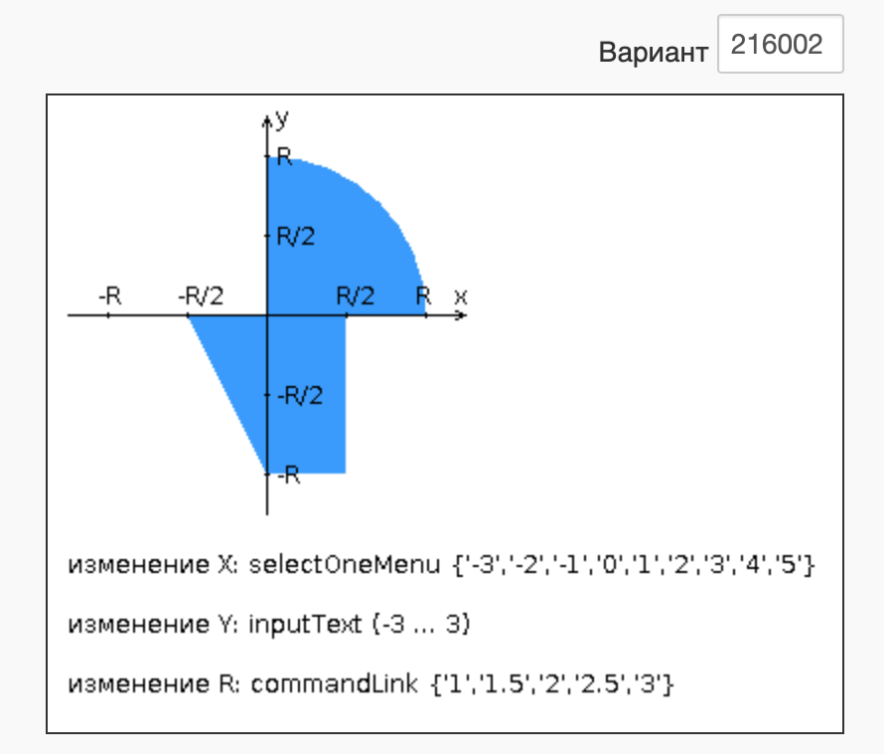 Вариант 216002
y
R
R/2
-R -R/2 R/2 R x
-R/2
-R
изменение X: selectOneMenu {'-3','-2','-1','0','1','2','3','4','5'}
изменение Y: inputText (-3 ... 3)
изменение R: commandLink {'1','1.5','2','2.5','3'}